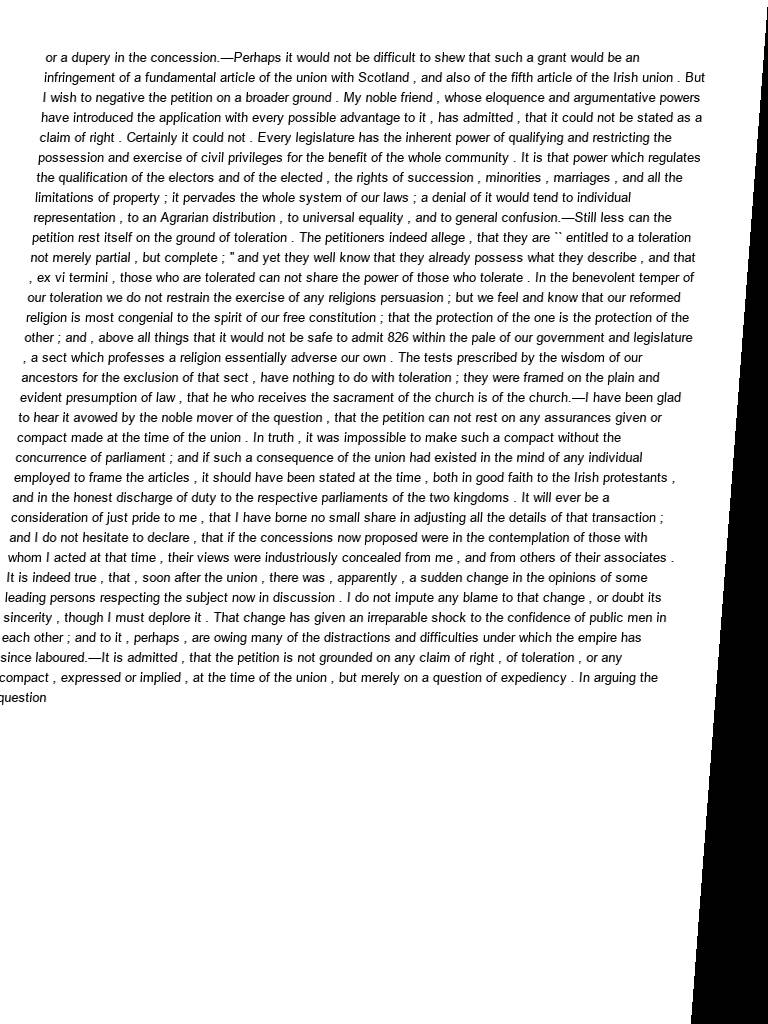 or a dupery in the concession.—Perhaps it would not be difficult to shew that such a grant would be an
infringement of a fundamental article of the union with Scotland , and also of the fifth article of the Irish union . But
I wish to negative the petition on a broader ground . My noble friend , whose eloquence and argumentative powers
have introduced the application with every possible advantage to it , has admitted , that it could not be stated as a
claim of right . Certainly it could not . Every legislature has the inherent power of qualifying and restricting the
possession and exercise of civil privileges for the benefit of the whole community . It is that power which regulates
the qualification of the electors and of the elected , the rights of succession , minorities , marriages , and all the
limitations of property ; it pervades the whole system of our laws ; a denial of it would tend to individual
representation , to an Agrarian distribution , to universal equality , and to general confusion.—Still less can the
petition rest itself on the ground of toleration . The petitioners indeed allege , that they are `` entitled to a toleration
not merely partial , but complete ; '' and yet they well know that they already possess what they describe , and that
, ex vi termini , those who are tolerated can not share the power of those who tolerate . In the benevolent temper of
our toleration we do not restrain the exercise of any religions persuasion ; but we feel and know that our reformed
religion is most congenial to the spirit of our free constitution ; that the protection of the one is the protection of the
other ; and , above all things that it would not be safe to admit 826 within the pale of our government and legislature
, a sect which professes a religion essentially adverse our own . The tests prescribed by the wisdom of our
ancestors for the exclusion of that sect , have nothing to do with toleration ; they were framed on the plain and
evident presumption of law , that he who receives the sacrament of the church is of the church.—I have been glad
to hear it avowed by the noble mover of the question , that the petition can not rest on any assurances given or
compact made at the time of the union . In truth , it was impossible to make such a compact without the
concurrence of parliament ; and if such a consequence of the union had existed in the mind of any individual
employed to frame the articles , it should have been stated at the time , both in good faith to the Irish protestants ,
and in the honest discharge of duty to the respective parliaments of the two kingdoms . It will ever be a
consideration of just pride to me , that I have borne no small share in adjusting all the details of that transaction ;
and I do not hesitate to declare , that if the concessions now proposed were in the contemplation of those with
whom I acted at that time , their views were industriously concealed from me , and from others of their associates .
It is indeed true , that , soon after the union , there was , apparently , a sudden change in the opinions of some
leading persons respecting the subject now in discussion . I do not impute any blame to that change , or doubt its
sincerity , though I must deplore it . That change has given an irreparable shock to the confidence of public men in
each other ; and to it , perhaps , are owing many of the distractions and difficulties under which the empire has
since laboured.—It is admitted , that the petition is not grounded on any claim of right , of toleration , or any
compact , expressed or implied , at the time of the union , but merely on a question of expediency . In arguing the
question